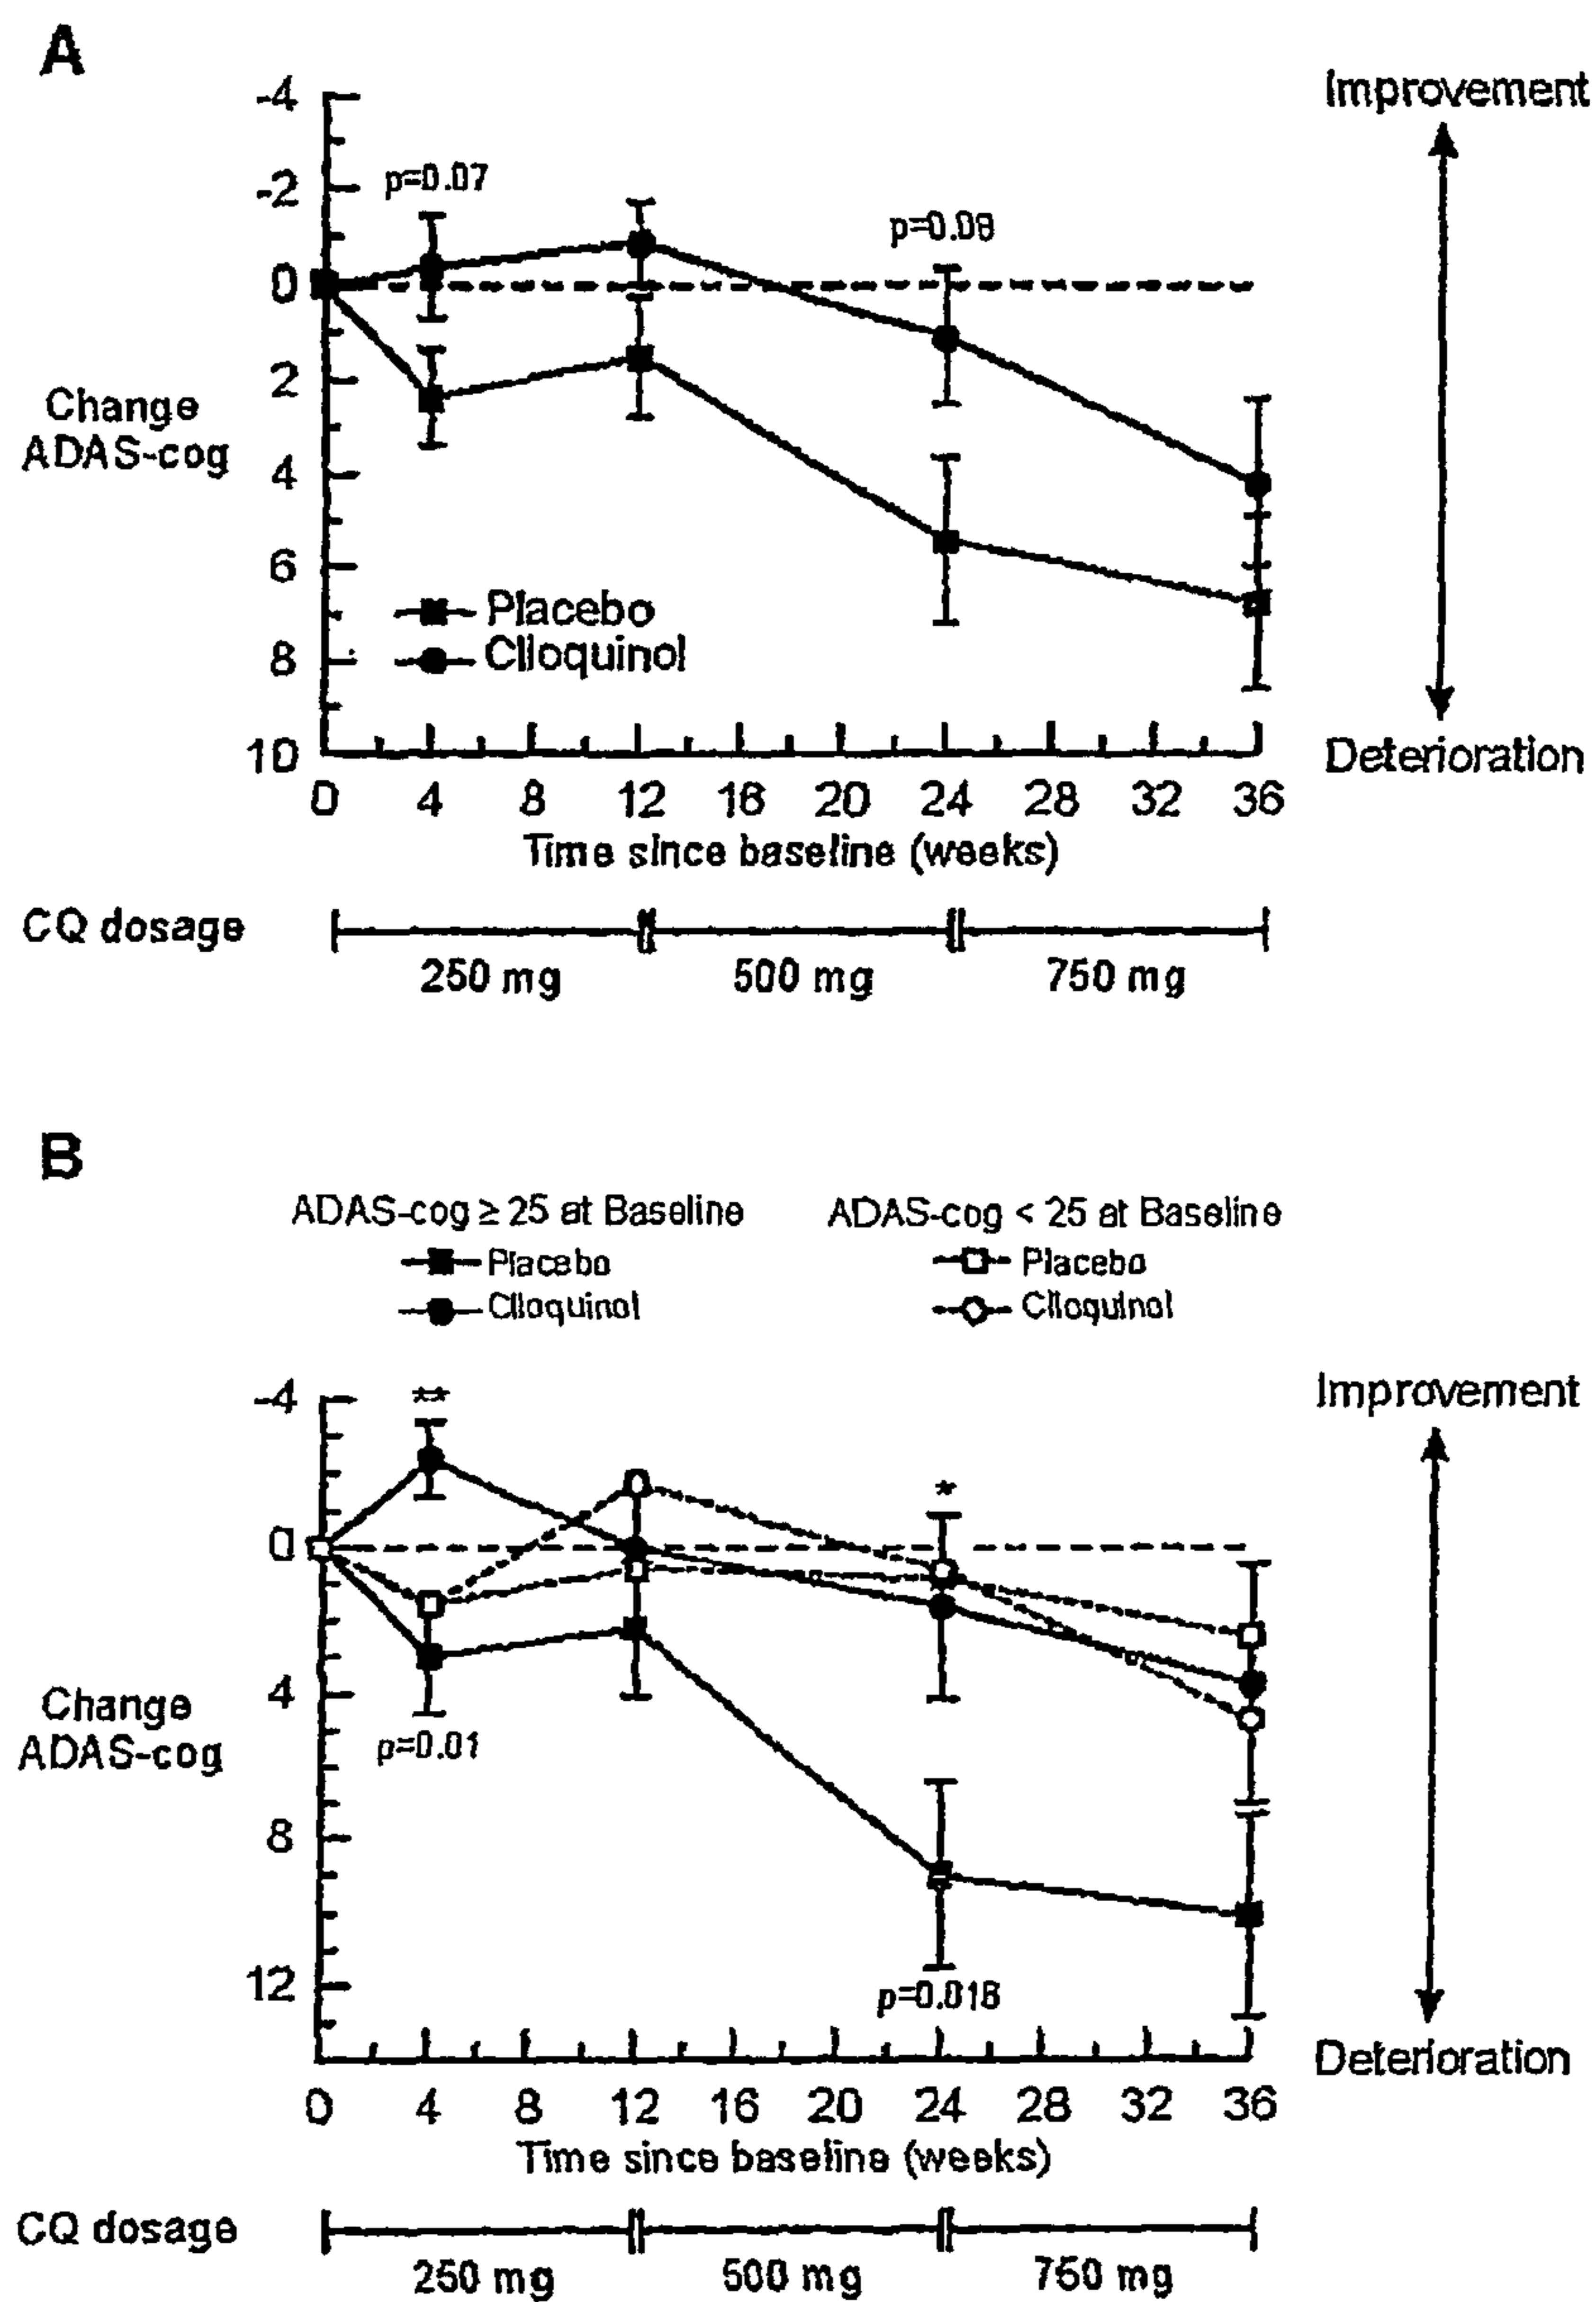 A
Improvement
-4
-2
0
2
4
6
8
10
p=0.07
p=0.08
Change
ADAS-cog
Placebo
Clioquinol
Deterioration
0 4 8 12 16 20 24 28 32 36
Time since baseline (weeks)
CQ dosage
250 mg 500 mg 750 mg
B
ADAS-cog ≥ 25 at Baseline
Placebo
Clioquinol
ADAS-cog < 25 at Baseline
Placebo
Clioquinol
Improvement
-4
0
4
8
12
**
*
Change
ADAS-cog
p=0.01
p=0.016
Deterioration
0 4 8 12 16 20 24 28 32 36
Time since baseline (weeks)
CQ dosage
250 mg 500 mg 750 mg